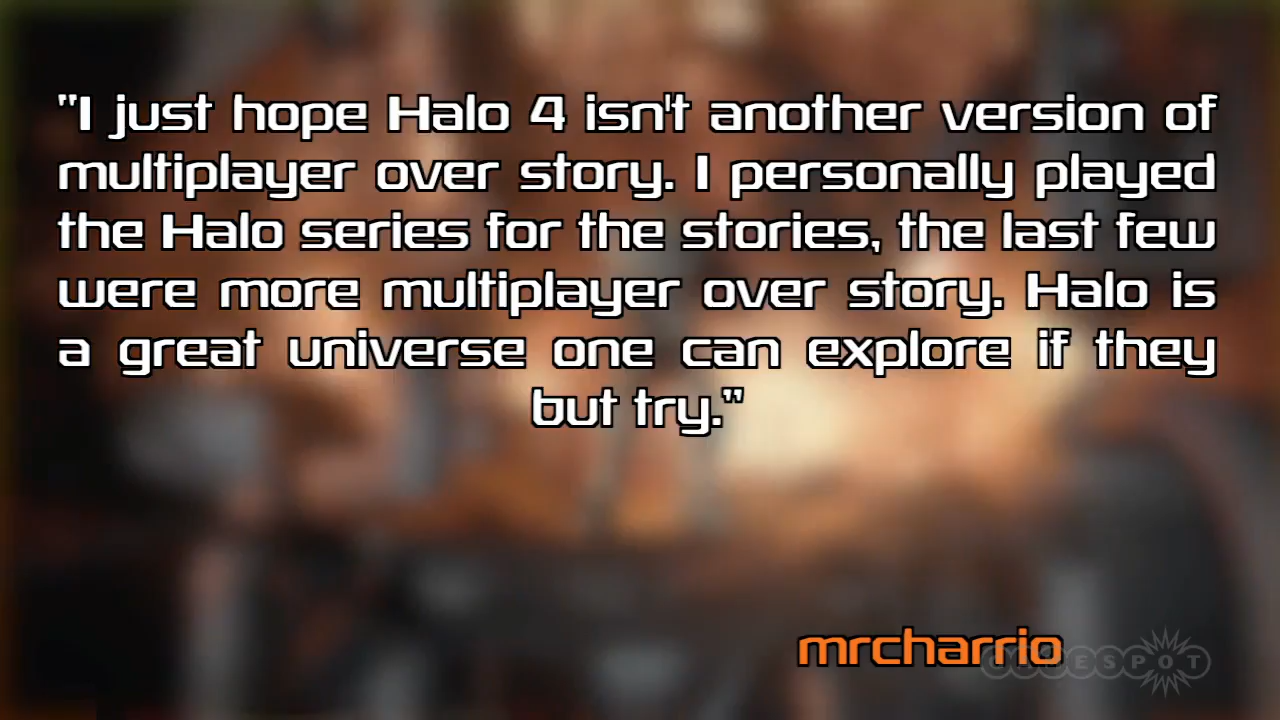 "I just hope Halo 4 isn't another version of
multiplayer over story. I personally played
the Halo series for the stories, the last few
were more multiplayer over story. Halo is
a great universe one can explore if they
but try."
mrcharrio
GAMESPOT